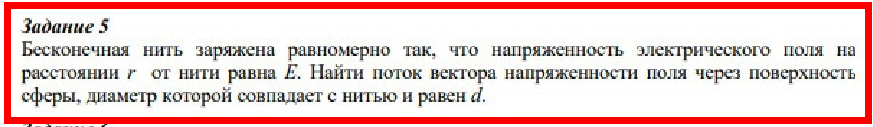 Задание 5
Бесконечная нить заряжена равномерно так, что напряженность электрического поля на
расстоянии r от нити равна E. Найти поток вектора напряженности поля через поверхность
сферы, диаметр которой совпадает с нитью и равен d.